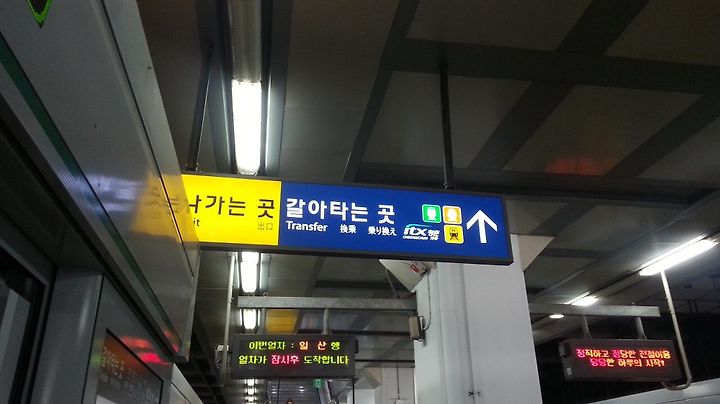 나가는 곳
出口
갈아타는 곳
Transfer 換乘 乗り換え
itx 청춘
이번열차 : 일 산 행
열차가 잠시후 도착합니다
정직하고 정당한 전철이용
당당한 하루의 시작!